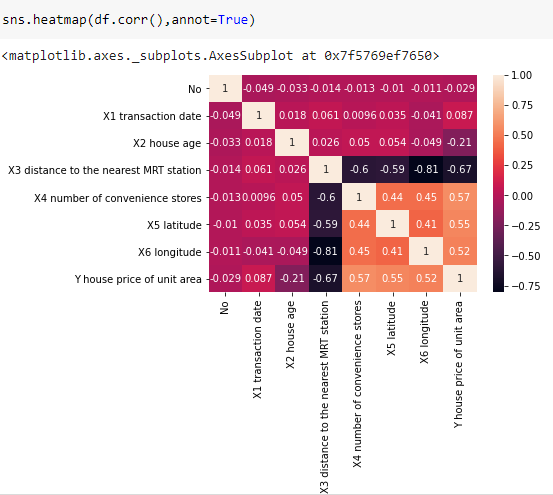 sns.heatmap(df.corr(),annot=True)
<matplotlib.axes._subplots.AxesSubplot at 0x7f5769ef7650>
No 1 -0.049 -0.033 -0.014 -0.013 -0.01 -0.011 -0.029
X1 transaction date -0.049 1 0.018 0.061 0.0096 0.035 -0.041 0.087
X2 house age -0.033 0.018 1 0.026 0.05 0.054 -0.049 -0.21
X3 distance to the nearest MRT station -0.014 0.061 0.026 1 -0.6 -0.59 -0.81 -0.67
X4 number of convenience stores -0.013 0.0096 0.05 -0.6 1 0.44 0.45 0.57
X5 latitude -0.01 0.035 0.054 -0.59 0.44 1 0.41 0.55
X6 longitude -0.011 -0.041 -0.049 -0.81 0.45 0.41 1 0.52
Y house price of unit area -0.029 0.087 -0.21 -0.67 0.57 0.55 0.52 1
No
X1 transaction date
X2 house age
X3 distance to the nearest MRT station
X4 number of convenience stores
X5 latitude
X6 longitude
Y house price of unit area
1.00
0.75
0.50
0.25
0.00
−0.25
−0.50
−0.75